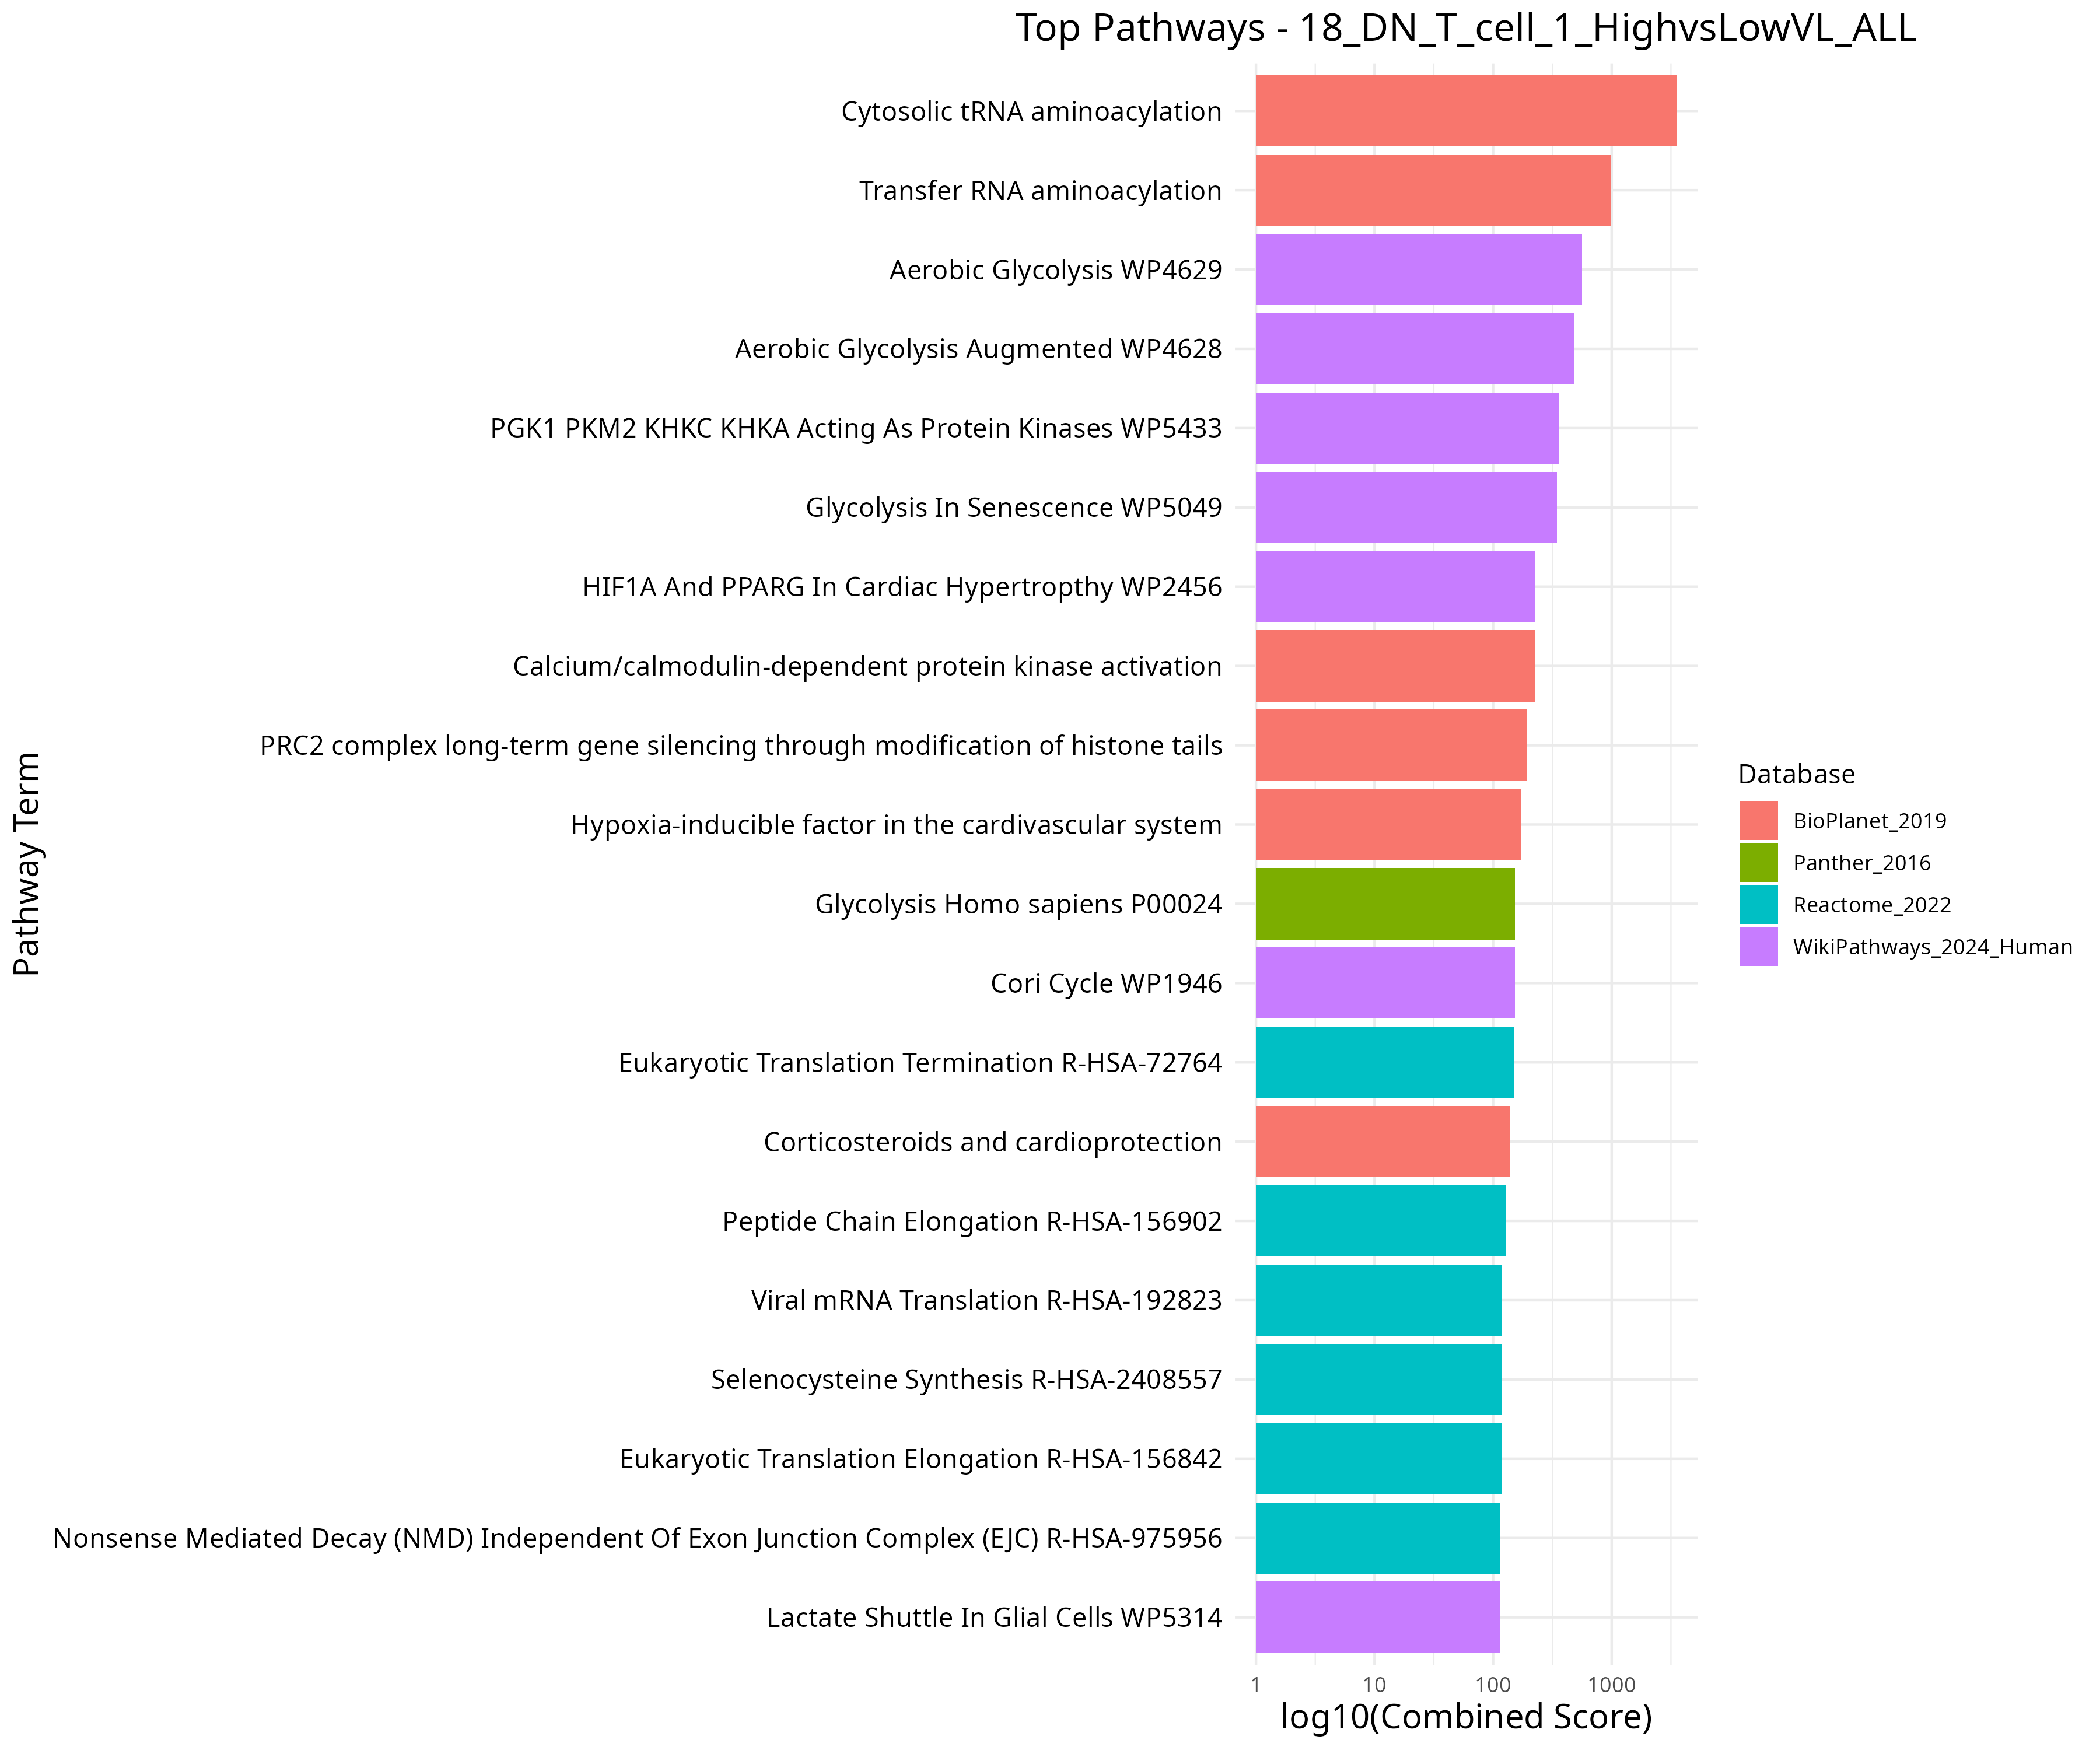 Top Pathways - 18_DN_T_cell_1_HighvsLowVL_ALL
Pathway Term
Cytosolic tRNA aminoacylation
Transfer RNA aminoacylation
Aerobic Glycolysis WP4629
Aerobic Glycolysis Augmented WP4628
PGK1 PKM2 KHKC KHKA Acting As Protein Kinases WP5433
Glycolysis In Senescence WP5049
HIF1A And PPARG In Cardiac Hypertropthy WP2456
Calcium/calmodulin-dependent protein kinase activation
PRC2 complex long-term gene silencing through modification of histone tails
Hypoxia-inducible factor in the cardivascular system
Glycolysis Homo sapiens P00024
Cori Cycle WP1946
Eukaryotic Translation Termination R-HSA-72764
Corticosteroids and cardioprotection
Peptide Chain Elongation R-HSA-156902
Viral mRNA Translation R-HSA-192823
Selenocysteine Synthesis R-HSA-2408557
Eukaryotic Translation Elongation R-HSA-156842
Nonsense Mediated Decay (NMD) Independent Of Exon Junction Complex (EJC) R-HSA-975956
Lactate Shuttle In Glial Cells WP5314
1 10 100 1000
log10(Combined Score)
Database
BioPlanet_2019
Panther_2016
Reactome_2022
WikiPathways_2024_Human